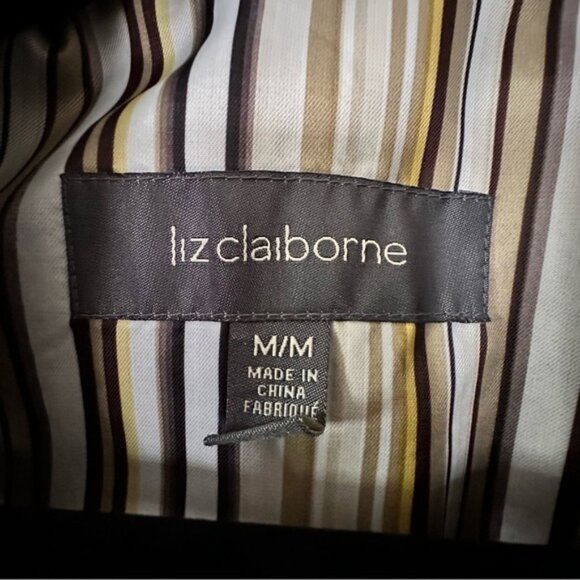 liz claiborne
M/M
MADE IN
CHINA
FABRIQUÉ